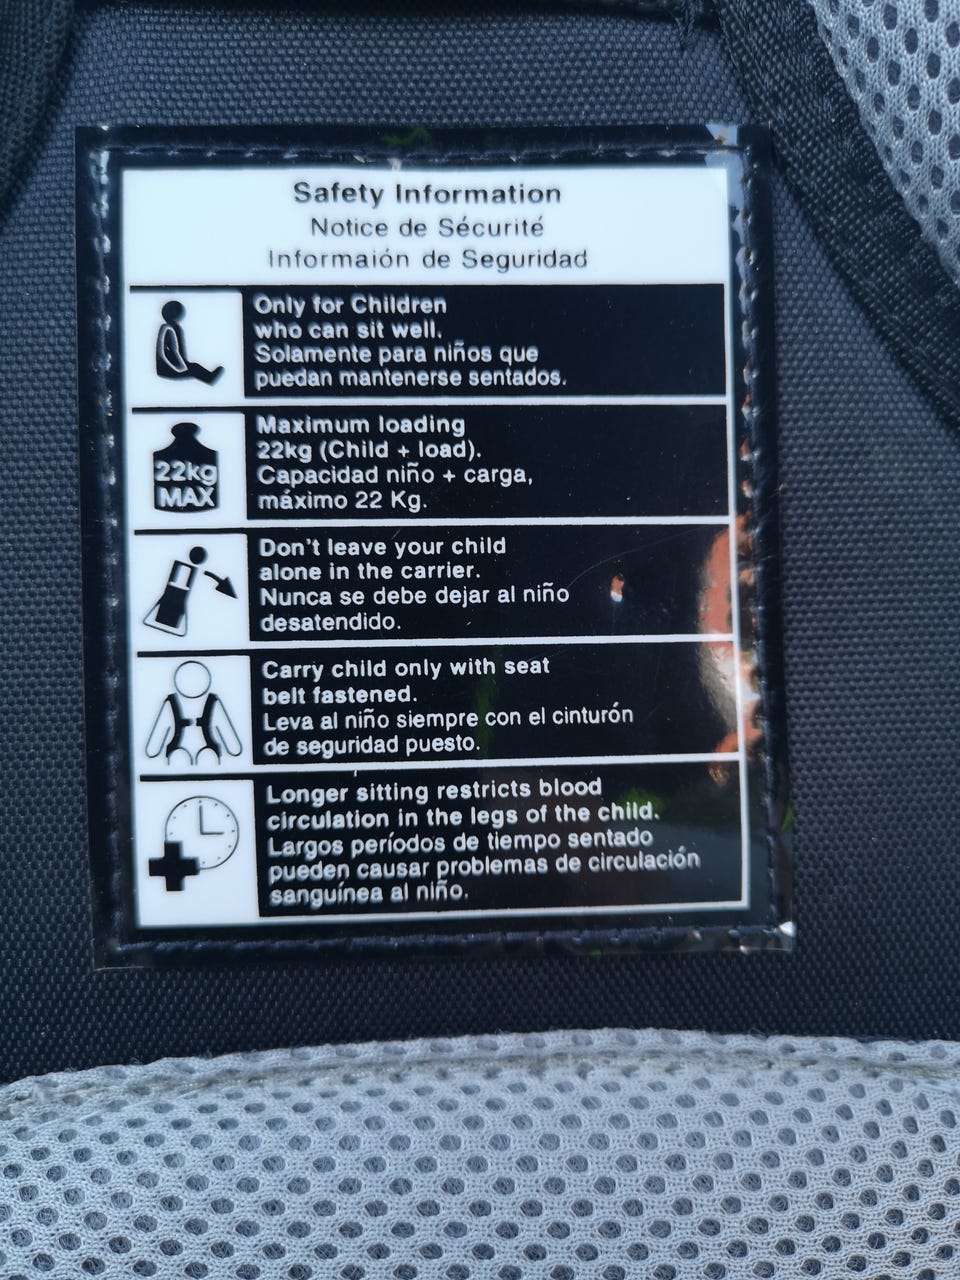 Safety Information
Notice de Sécurité
Informaión de Seguridad
Only for Children
who can sit well.
Solamente para niños que
puedan mantenerse sentados.
22kg
MAX
Maximum loading
22kg (Child + load).
Capacidad niño + carga,
máximo 22 Kg.
Don't leave your child
alone in the carrier.
Nunca se debe dejar al niño
desatendido.
Carry child only with seat
belt fastened.
Leva al niño siempre con el cinturón
de seguridad puesto.
Longer sitting restricts blood
circulation in the legs of the child.
Largos períodos de tiempo sentado
pueden causar problemas de circulación
sanguínea al niño.